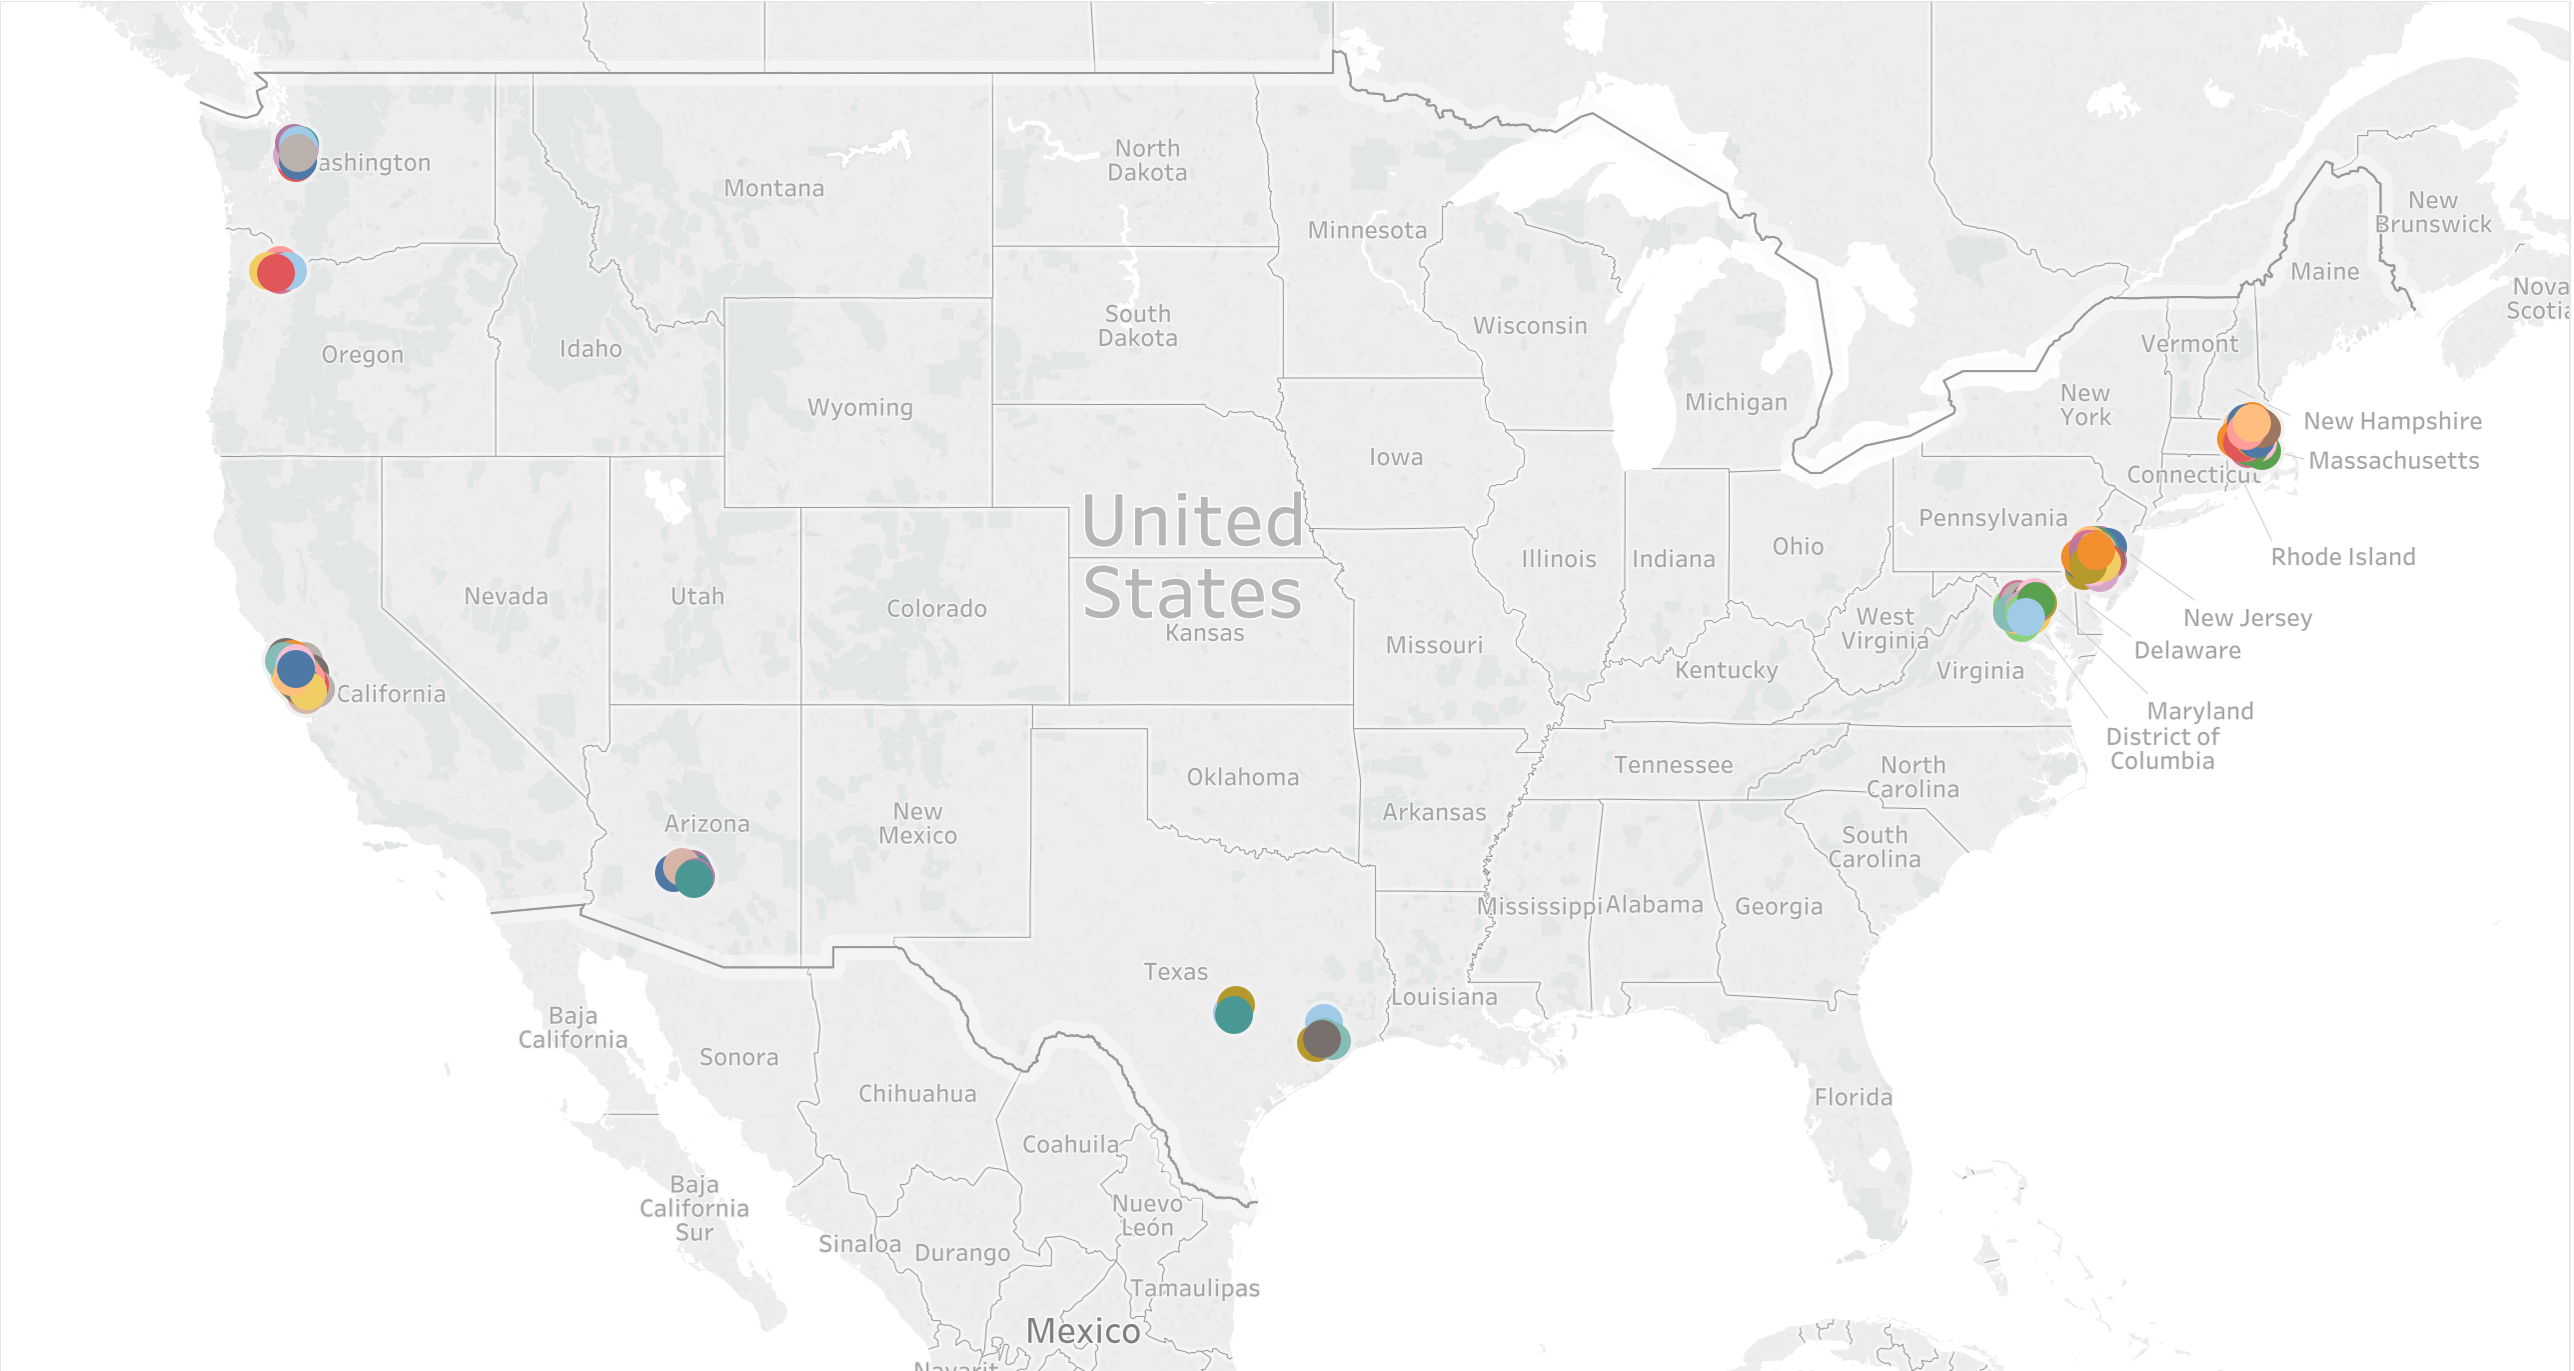 ashington
Montana
North
Dakota
Minnesota
New
Brunswick
Maine
Nova
Scotia
Oregon
Idaho
South
Dakota
Wisconsin
Vermont
Wyoming
Michigan
New
York
New Hampshire
Iowa
Massachusetts
Connecticut
United
States
Pennsylvania
Nevada
Utah
Colorado
Kansas
Illinois
Indiana
Ohio
Rhode Island
Missouri
West
Virginia
New Jersey
Delaware
California
Kentucky
Virginia
Maryland
District of
Columbia
Oklahoma
Tennessee
North
Carolina
Arizona
New
Mexico
Arkansas
South
Carolina
Mississippi
Alabama
Georgia
Texas
Louisiana
Baja
California
Sonora
Chihuahua
Florida
Coahuila
Baja
California
Sur
Nuevo
León
Sinaloa
Durango
Tamaulipas
Mexico
Nayarit